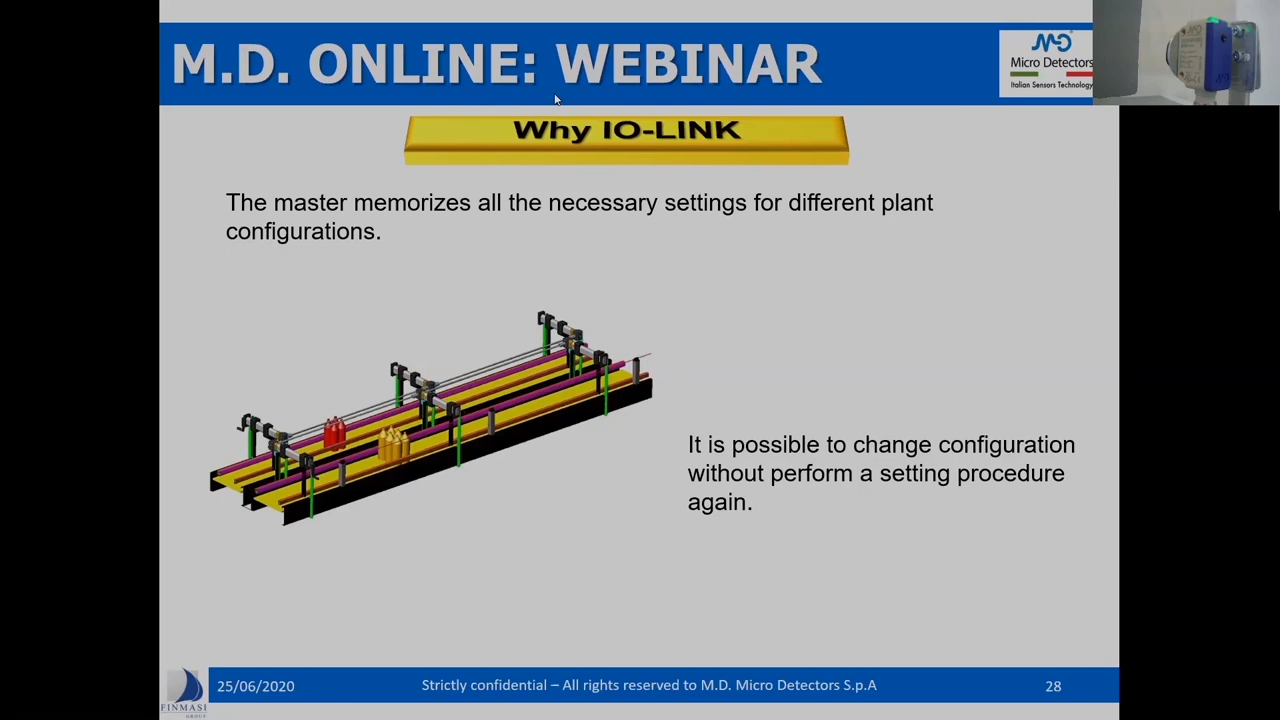 M.D. ONLINE: WEBINAR
Micro Detectors
Italian Sensors Technology
Why IO-LINK
The master memorizes all the necessary settings for different plant
configurations.
It is possible to change configuration
without perform a setting procedure
again.
FINMASI
GROUP
25/06/2020
Strictly confidential – All rights reserved to M.D. Micro Detectors S.p.A
28